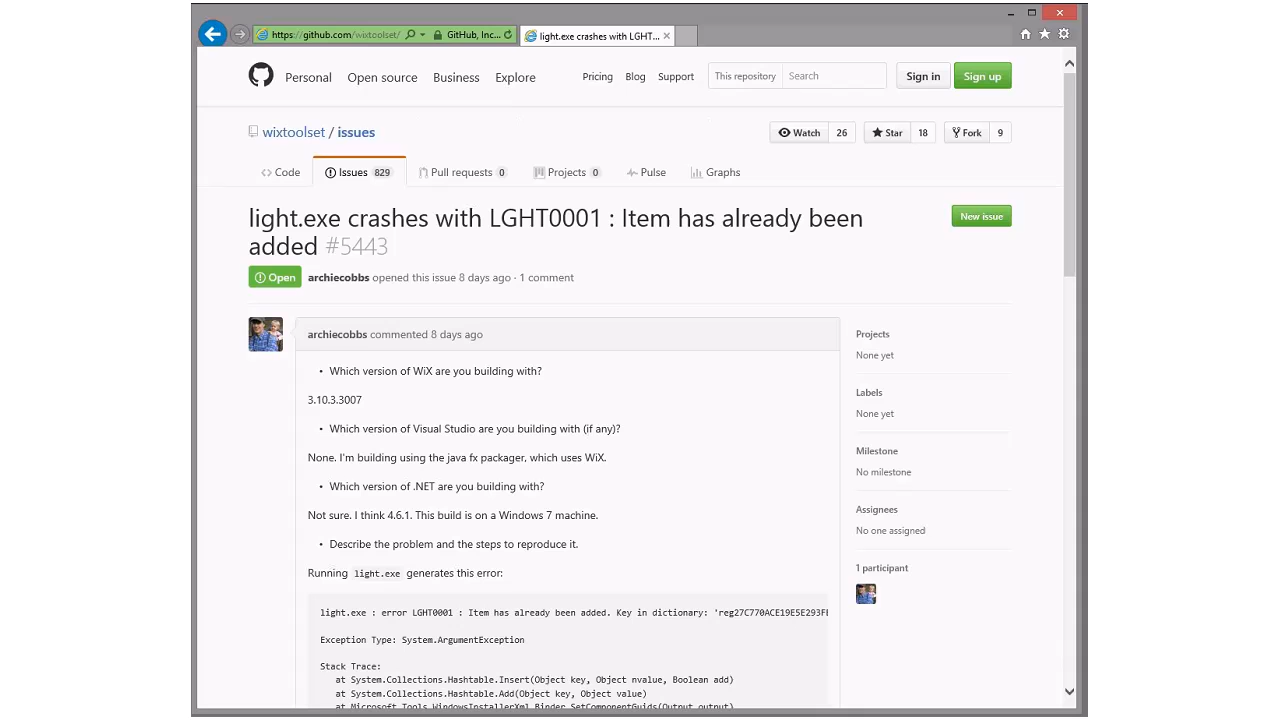 https://github.com/wixtoolset/ GitHub, Inc... light.exe crashes with LGHT...
Personal Open source Business Explore Pricing Blog Support This repository Search Sign in Sign up
wixtoolset / issues Watch 26 Star 18 Fork 9
Code Issues 829 Pull requests 0 Projects 0 Pulse Graphs
light.exe crashes with LGHT0001 : Item has already been
added #5443
New issue
Open archiecobbs opened this issue 8 days ago · 1 comment
archiecobbs commented 8 days ago
• Which version of WiX are you building with?
3.10.3.3007
• Which version of Visual Studio are you building with (if any)?
None. I'm building using the java fx packager, which uses WiX.
• Which version of .NET are you building with?
Not sure. I think 4.6.1. This build is on a Windows 7 machine.
• Describe the problem and the steps to reproduce it.
Running light.exe generates this error:
light.exe : error LGHT0001 : Item has already been added. Key in dictionary: 'reg27C770ACE19E5E293F
Exception Type: System.ArgumentException
Stack Trace:
at System.Collections.Hashtable.Insert(Object key, Object nvalue, Boolean add)
at System.Collections.Hashtable.Add(Object key, Object value)
at Microsoft.Tools.WindowsInstallerXml.Binder.SetComponentGuids(Output output)
Projects
None yet
Labels
None yet
Milestone
No milestone
Assignees
No one assigned
1 participant